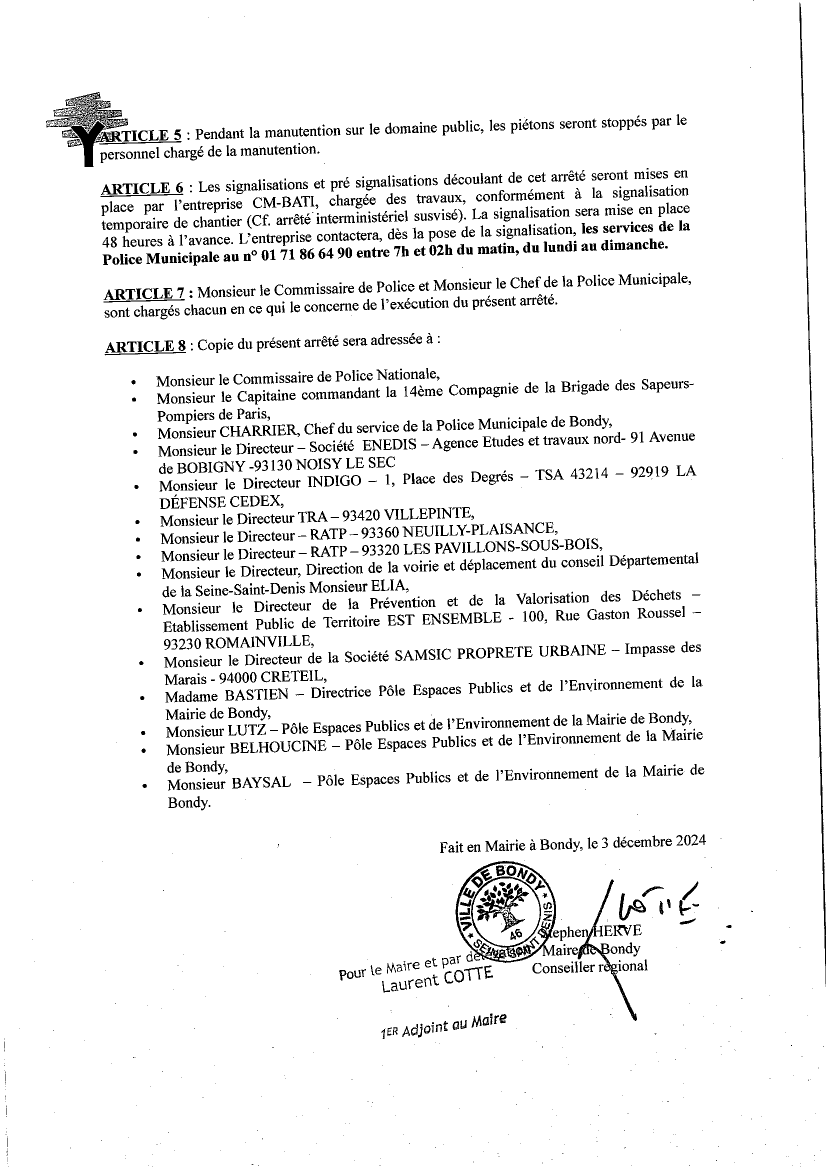 ARTICLE 5 : Pendant la manutention sur le domaine public, les piétons seront stoppés par le
personnel chargé de la manutention.
ARTICLE 6 : Les signalisations et pré signalisations découlant de cet arrêté seront mises en
place par l'entreprise CM-BATI, chargée des travaux, conformément à la signalisation
temporaire de chantier (Cf. arrêté interministériel susvisé). La signalisation sera mise en place
48 heures à l'avance. L'entreprise contactera, dès la pose de la signalisation, les services de la
Police Municipale au n° 01 71 86 64 90 entre 7h et 02h du matin, du lundi au dimanche.
ARTICLE 7 : Monsieur le Commissaire de Police et Monsieur le Chef de la Police Municipale,
sont chargés chacun en ce qui le concerne de l'exécution du présent arrêté.
ARTICLE 8 : Copie du présent arrêté sera adressée à :
• Monsieur le Commissaire de Police Nationale,
• Monsieur le Capitaine commandant la 14ème Compagnie de la Brigade des Sapeurs-
Pompiers de Paris,
• Monsieur CHARRIER, Chef du service de la Police Municipale de Bondy,
• Monsieur le Directeur – Société ENEDIS – Agence Etudes et travaux nord- 91 Avenue
de BOBIGNY -93130 NOISY LE SEC
• Monsieur le Directeur INDIGO – 1, Place des Degrés – TSA 43214 – 92919 LA
DÉFENSE CEDEX,
• Monsieur le Directeur TRA – 93420 VILLEPINTE,
• Monsieur le Directeur – RATP – 93360 NEUILLY-PLAISANCE,
• Monsieur le Directeur – RATP – 93320 LES PAVILLONS-SOUS-BOIS,
• Monsieur le Directeur, Direction de la voirie et déplacement du conseil Départemental
de la Seine-Saint-Denis Monsieur ELIA,
• Monsieur le Directeur de la Prévention et de la Valorisation des Déchets –
Etablissement Public de Territoire EST ENSEMBLE - 100, Rue Gaston Roussel –
93230 ROMAINVILLE,
• Monsieur le Directeur de la Société SAMSIC PROPRETE URBAINE – Impasse des
Marais - 94000 CRETEIL,
• Madame BASTIEN – Directrice Pôle Espaces Publics et de l'Environnement de la
Mairie de Bondy,
• Monsieur LUTZ – Pôle Espaces Publics et de l'Environnement de la Mairie de Bondy,
• Monsieur BELHOUCINE – Pôle Espaces Publics et de l'Environnement de la Mairie
de Bondy,
• Monsieur BAYSAL – Pôle Espaces Publics et de l'Environnement de la Mairie de
Bondy.
Fait en Mairie à Bondy, le 3 décembre 2024
VILLE DE BONDY
46
SEINE SAINT DENIS
Stephen HERVE
Maire de Bondy
Conseiller régional
Pour le Maire et par délégation
Laurent COTTE
1ER Adjoint au Maire